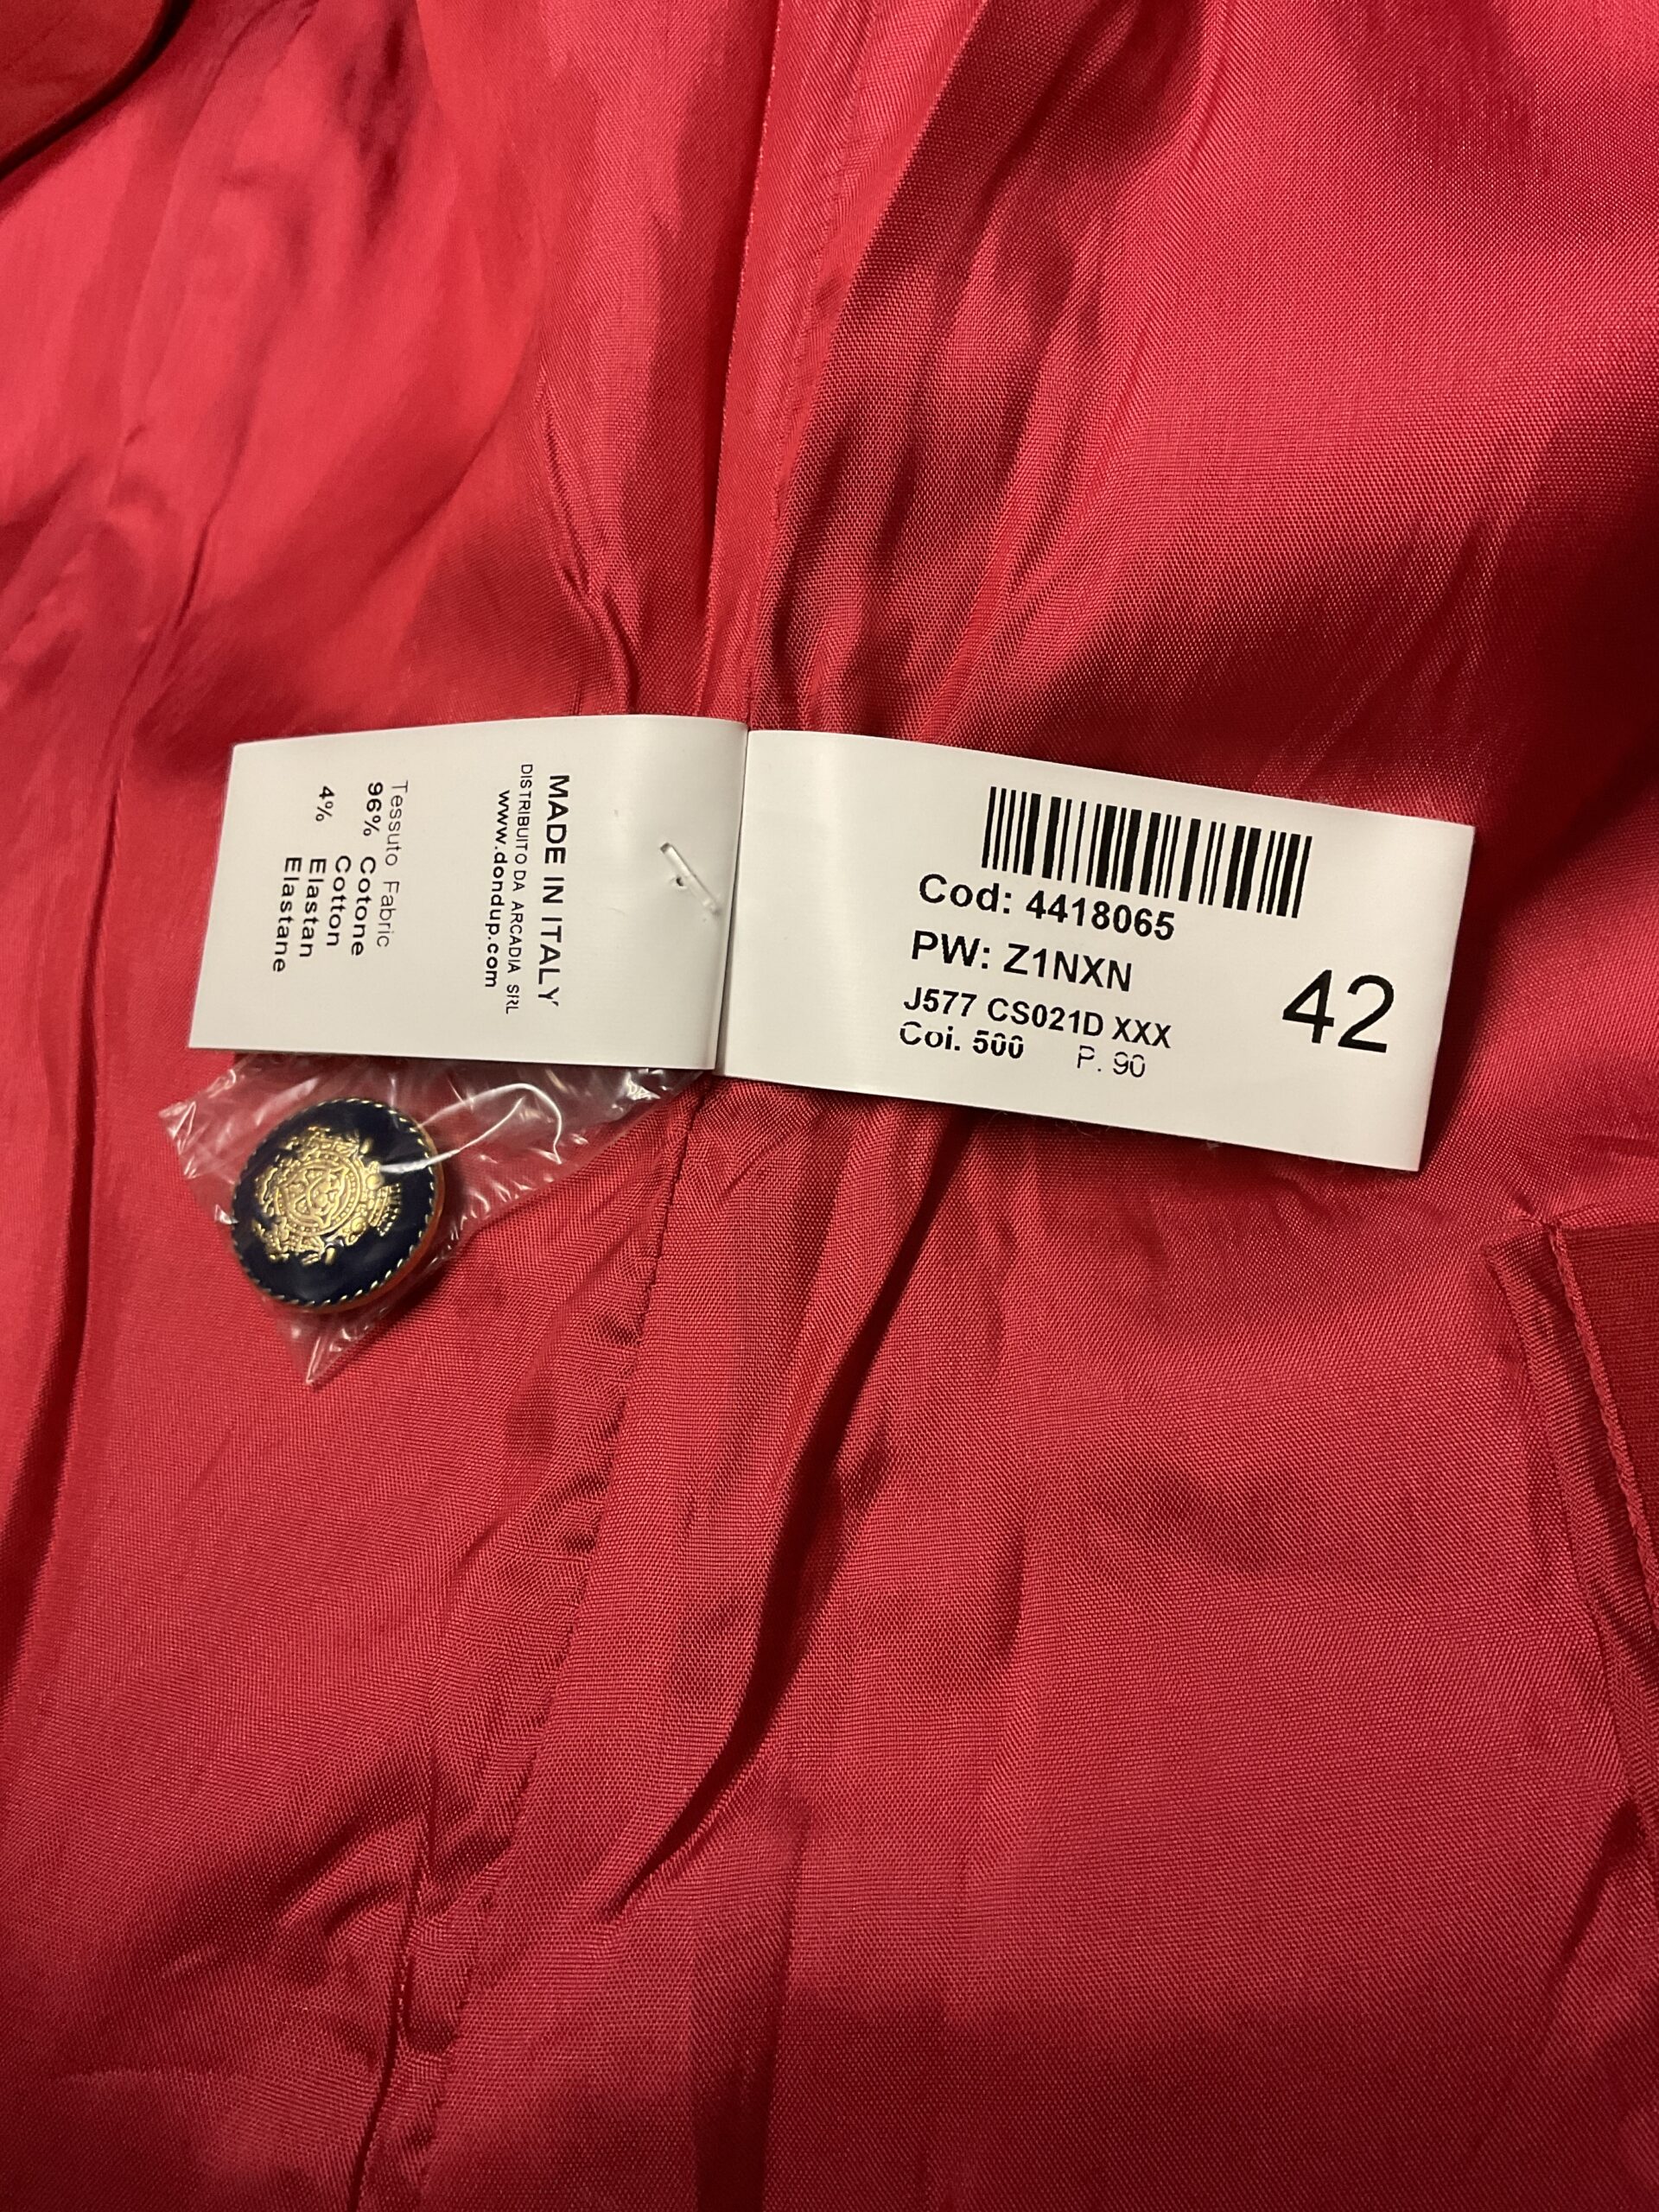 MADE IN ITALY
DISTRIBUITO DA ARCADIA SRL
www.dondup.com
Tessuto Fabric
96% Cotone
Cotton
4% Elastan
Elastane
Cod: 4418065
PW: Z1NXN
J577 CS021D XXX
Col. 500 P. 90
42